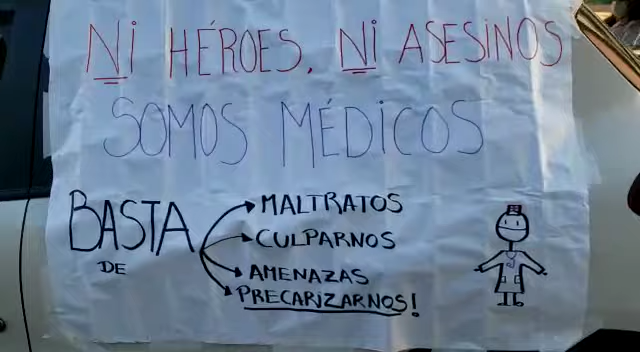 NI HÉROES, NI ASESINOS
SOMOS MÉDICOS
BASTA
DE
MALTRATOS
CULPARNOS
AMENAZAS
PRECARIZARNOS!